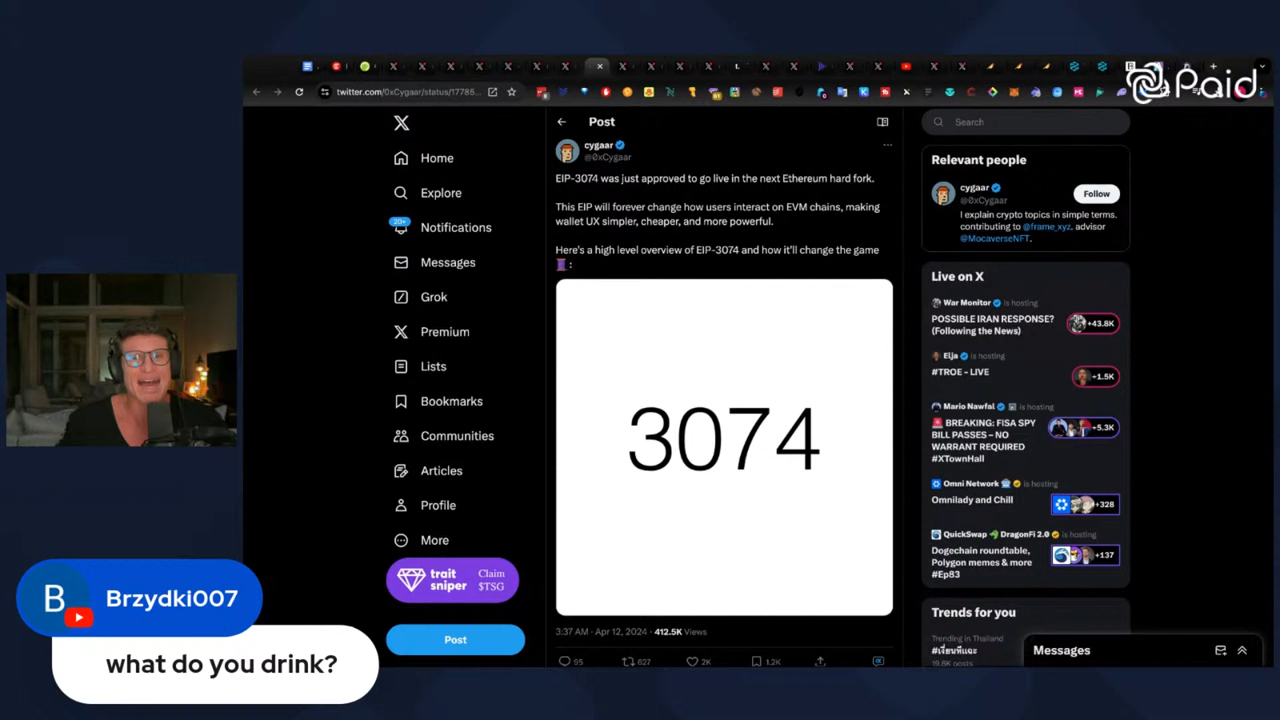 Paid
twitter.com/0xCygaar/status/17785...
Home
Explore
20+
Notifications
Messages
Grok
Premium
Lists
Bookmarks
Communities
Articles
Profile
More
trait sniper
Claim $TSG
Post
Post
cygaar
@0xCygaar
EIP-3074 was just approved to go live in the next Ethereum hard fork.
This EIP will forever change how users interact on EVM chains, making
wallet UX simpler, cheaper, and more powerful.
Here's a high level overview of EIP-3074 and how it'll change the game
:
3074
3:37 AM · Apr 12, 2024 · 412.5K Views
95
627
2K
1.2K
Search
Relevant people
cygaar
@0xCygaar
Follow
I explain crypto topics in simple terms.
contributing to @frame_xyz. advisor
@MocaverseNFT.
Live on X
War Monitor is hosting
POSSIBLE IRAN RESPONSE?
(Following the News)
+43.8K
Elja is hosting
#TROE - LIVE
+1.5K
Mario Nawfal is hosting
BREAKING: FISA SPY
BILL PASSES – NO
WARRANT REQUIRED
#XTownHall
+5.3K
Omni Network is hosting
Omnilady and Chill
+328
QuickSwap DragonFi 2.0 is hosting
Dogechain roundtable,
Polygon memes & more
#Ep83
+137
Trends for you
Trending in Thailand
19.8K posts
Messages
B
Brzydki007
what do you drink?